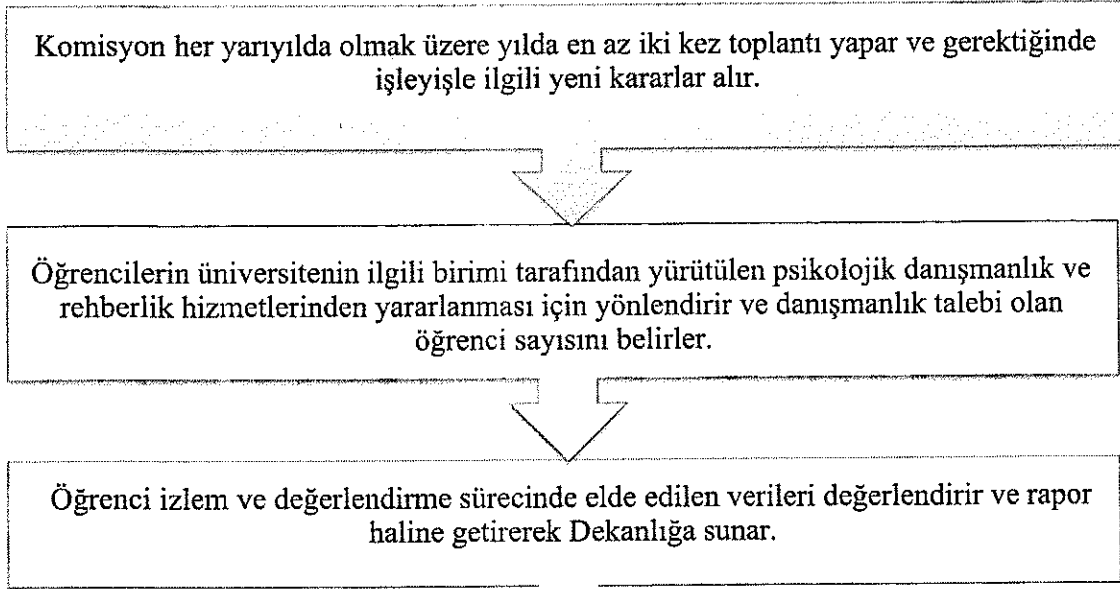 Komisyon her yarıyılda olmak üzere yılda en az iki kez toplantı yapar ve gerektiğinde
işleyişle ilgili yeni kararlar alır.
Öğrencilerin üniversitenin ilgili birimi tarafından yürütülen psikolojik danışmanlık ve
rehberlik hizmetlerinden yararlanması için yönlendirir ve danışmanlık talebi olan
öğrenci sayısını belirler.
Öğrenci izlem ve değerlendirme sürecinde elde edilen verileri değerlendirir ve rapor
haline getirerek Dekanlığa sunar.